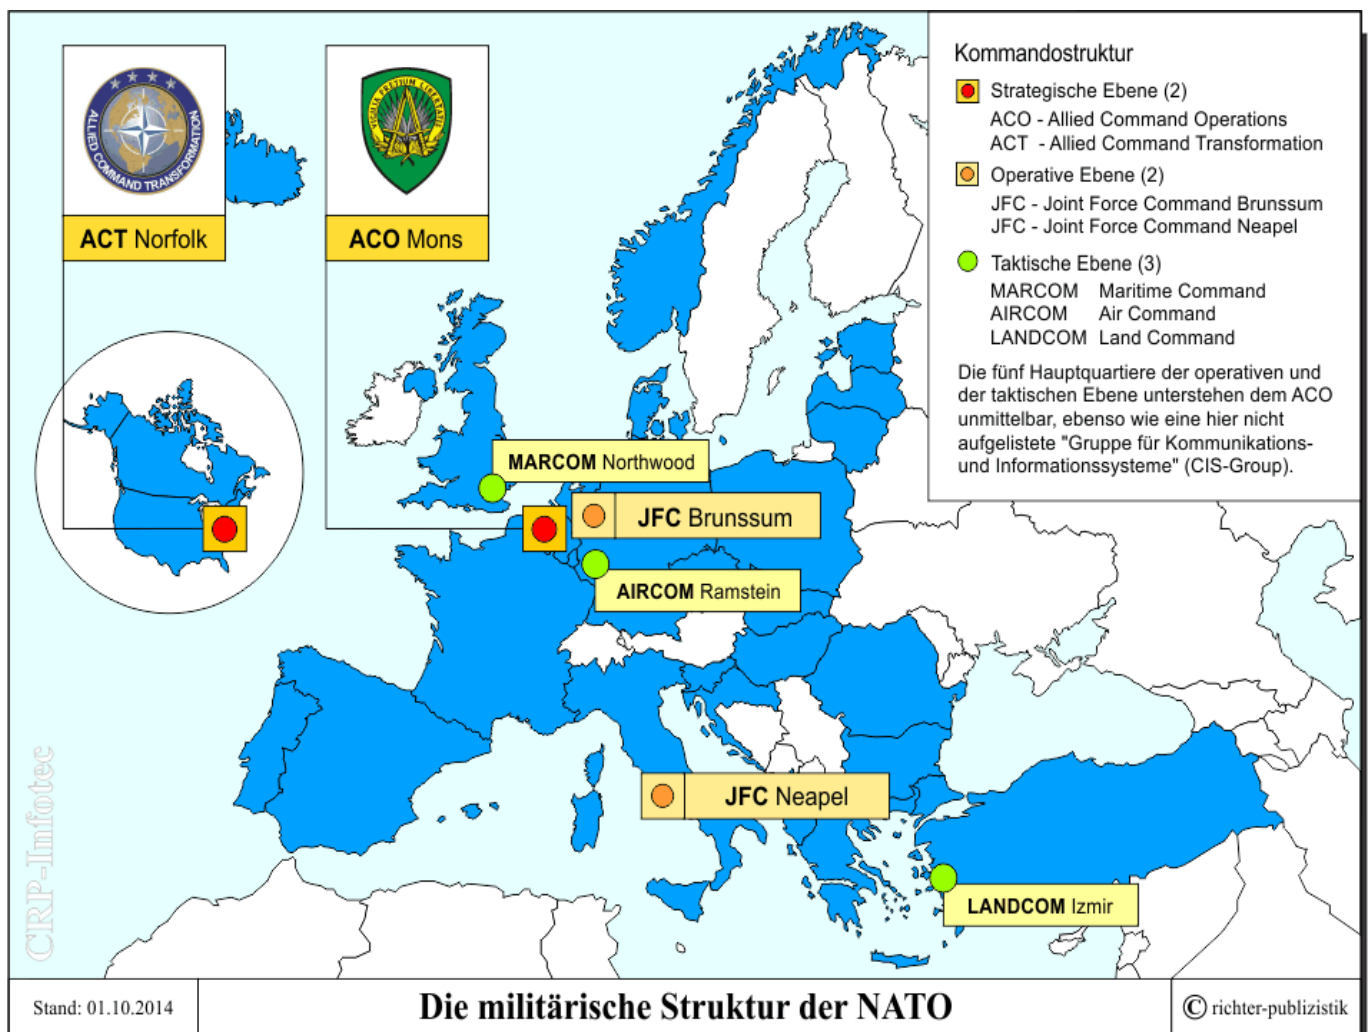 ALLIED COMMAND TRANSFORMATION
ACT Norfolk
VIGILIA PRETIUM LIBERTATIS
ACO Mons
Kommandostruktur
Strategische Ebene (2)
ACO - Allied Command Operations
ACT - Allied Command Transformation
Operative Ebene (2)
JFC - Joint Force Command Brunssum
JFC - Joint Force Command Neapel
Taktische Ebene (3)
MARCOM Maritime Command
AIRCOM Air Command
LANDCOM Land Command
Die fünf Hauptquartiere der operativen und
der taktischen Ebene unterstehen dem ACO
unmittelbar, ebenso wie eine hier nicht
aufgelistete "Gruppe für Kommunikations-
und Informationssysteme" (CIS-Group).
MARCOM Northwood
JFC Brunssum
AIRCOM Ramstein
JFC Neapel
LANDCOM Izmir
CRP-Infotec
Stand: 01.10.2014
Die militärische Struktur der NATO
© richter-publizistik